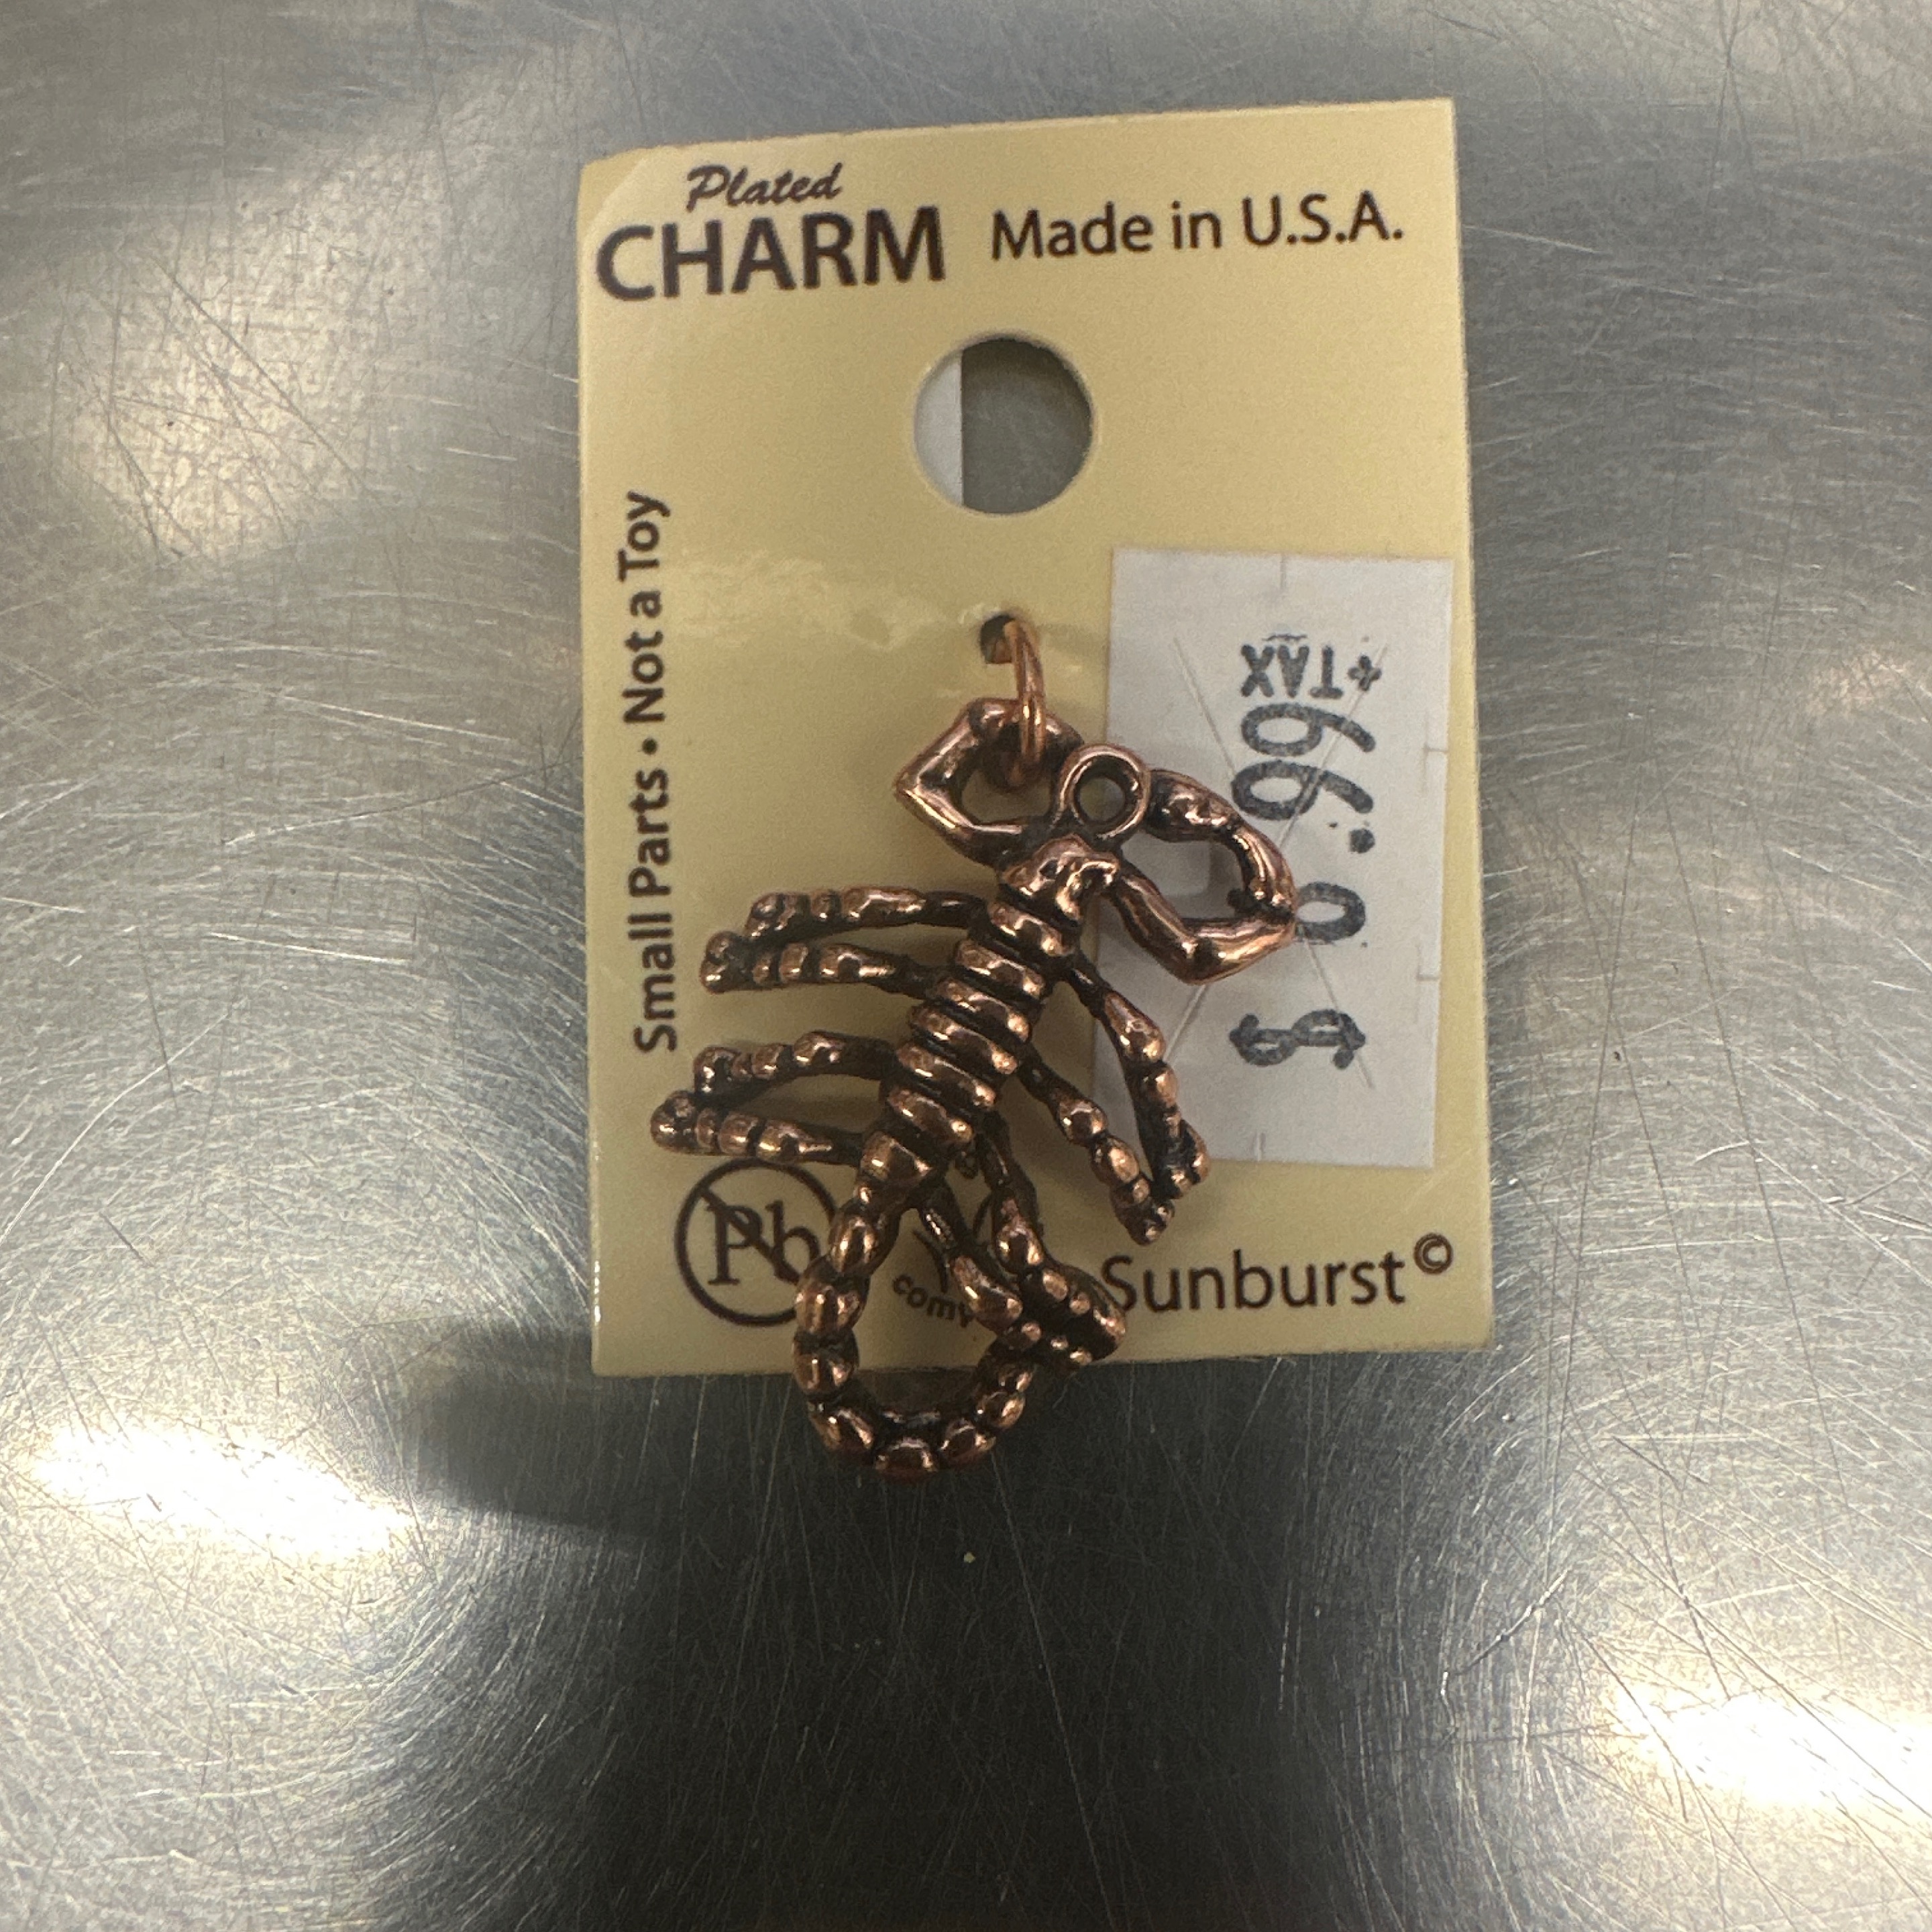 Plated
CHARM Made in U.S.A.
Small Parts • Not a Toy
$ 0.99
+TAX
Pb
Sunburst©